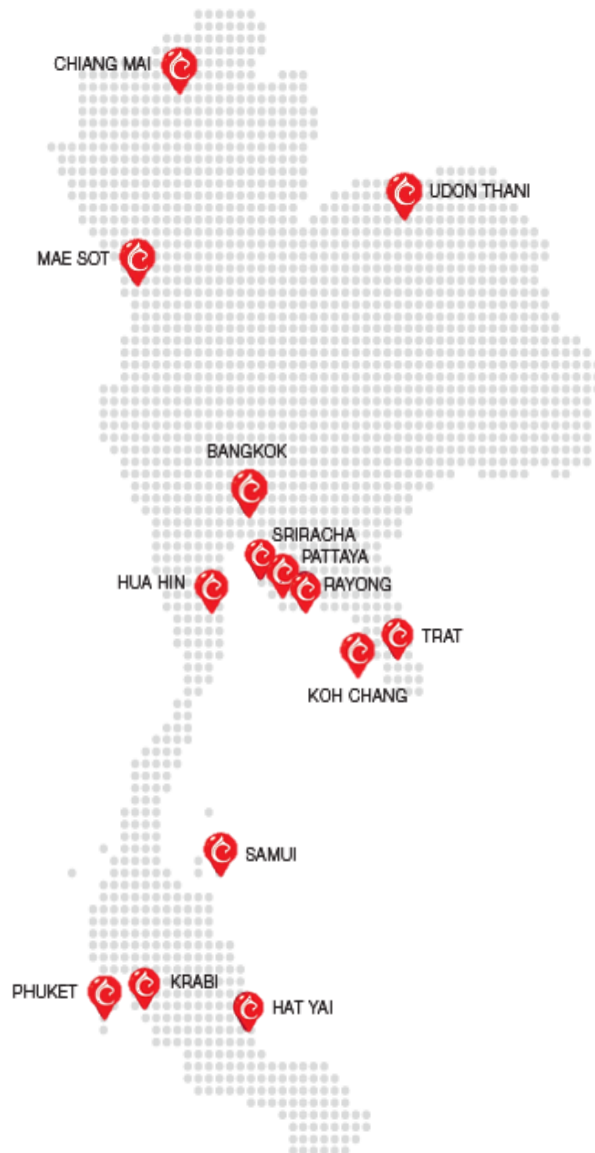 CHIANG MAI
UDON THANI
MAE SOT
BANGKOK
SRIRACHA
PATTAYA
HUA HIN
RAYONG
TRAT
KOH CHANG
SAMUI
KRABI
PHUKET
HAT YAI